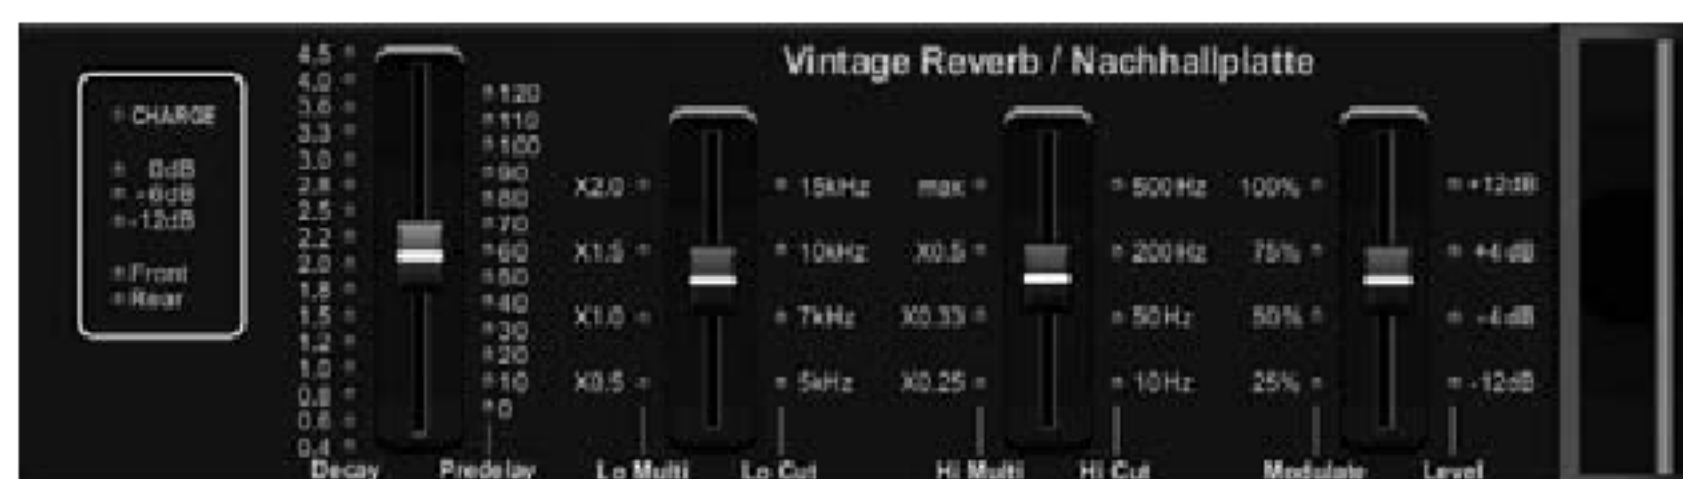 Vintage Reverb / Nachhallplatte
CHARGE
0dB
-6dB
-12dB
Front
Rear
4.5
4.0
3.6
3.3
3.0
2.8
2.5
2.2
2.0
1.8
1.5
1.2
1.0
0.8
0.6
0.4
Decay
120
110
100
90
80
70
60
50
40
30
20
10
0
Predelay
X2.0
X1.5
X1.0
X0.5
Lo Multi
15kHz
10kHz
7kHz
5kHz
Lo Cut
max
X0.5
X0.33
X0.25
Hi Multi
500Hz
200Hz
50Hz
10Hz
Hi Cut
100%
75%
50%
25%
Modulate
+12dB
+4dB
-4dB
-12dB
Level